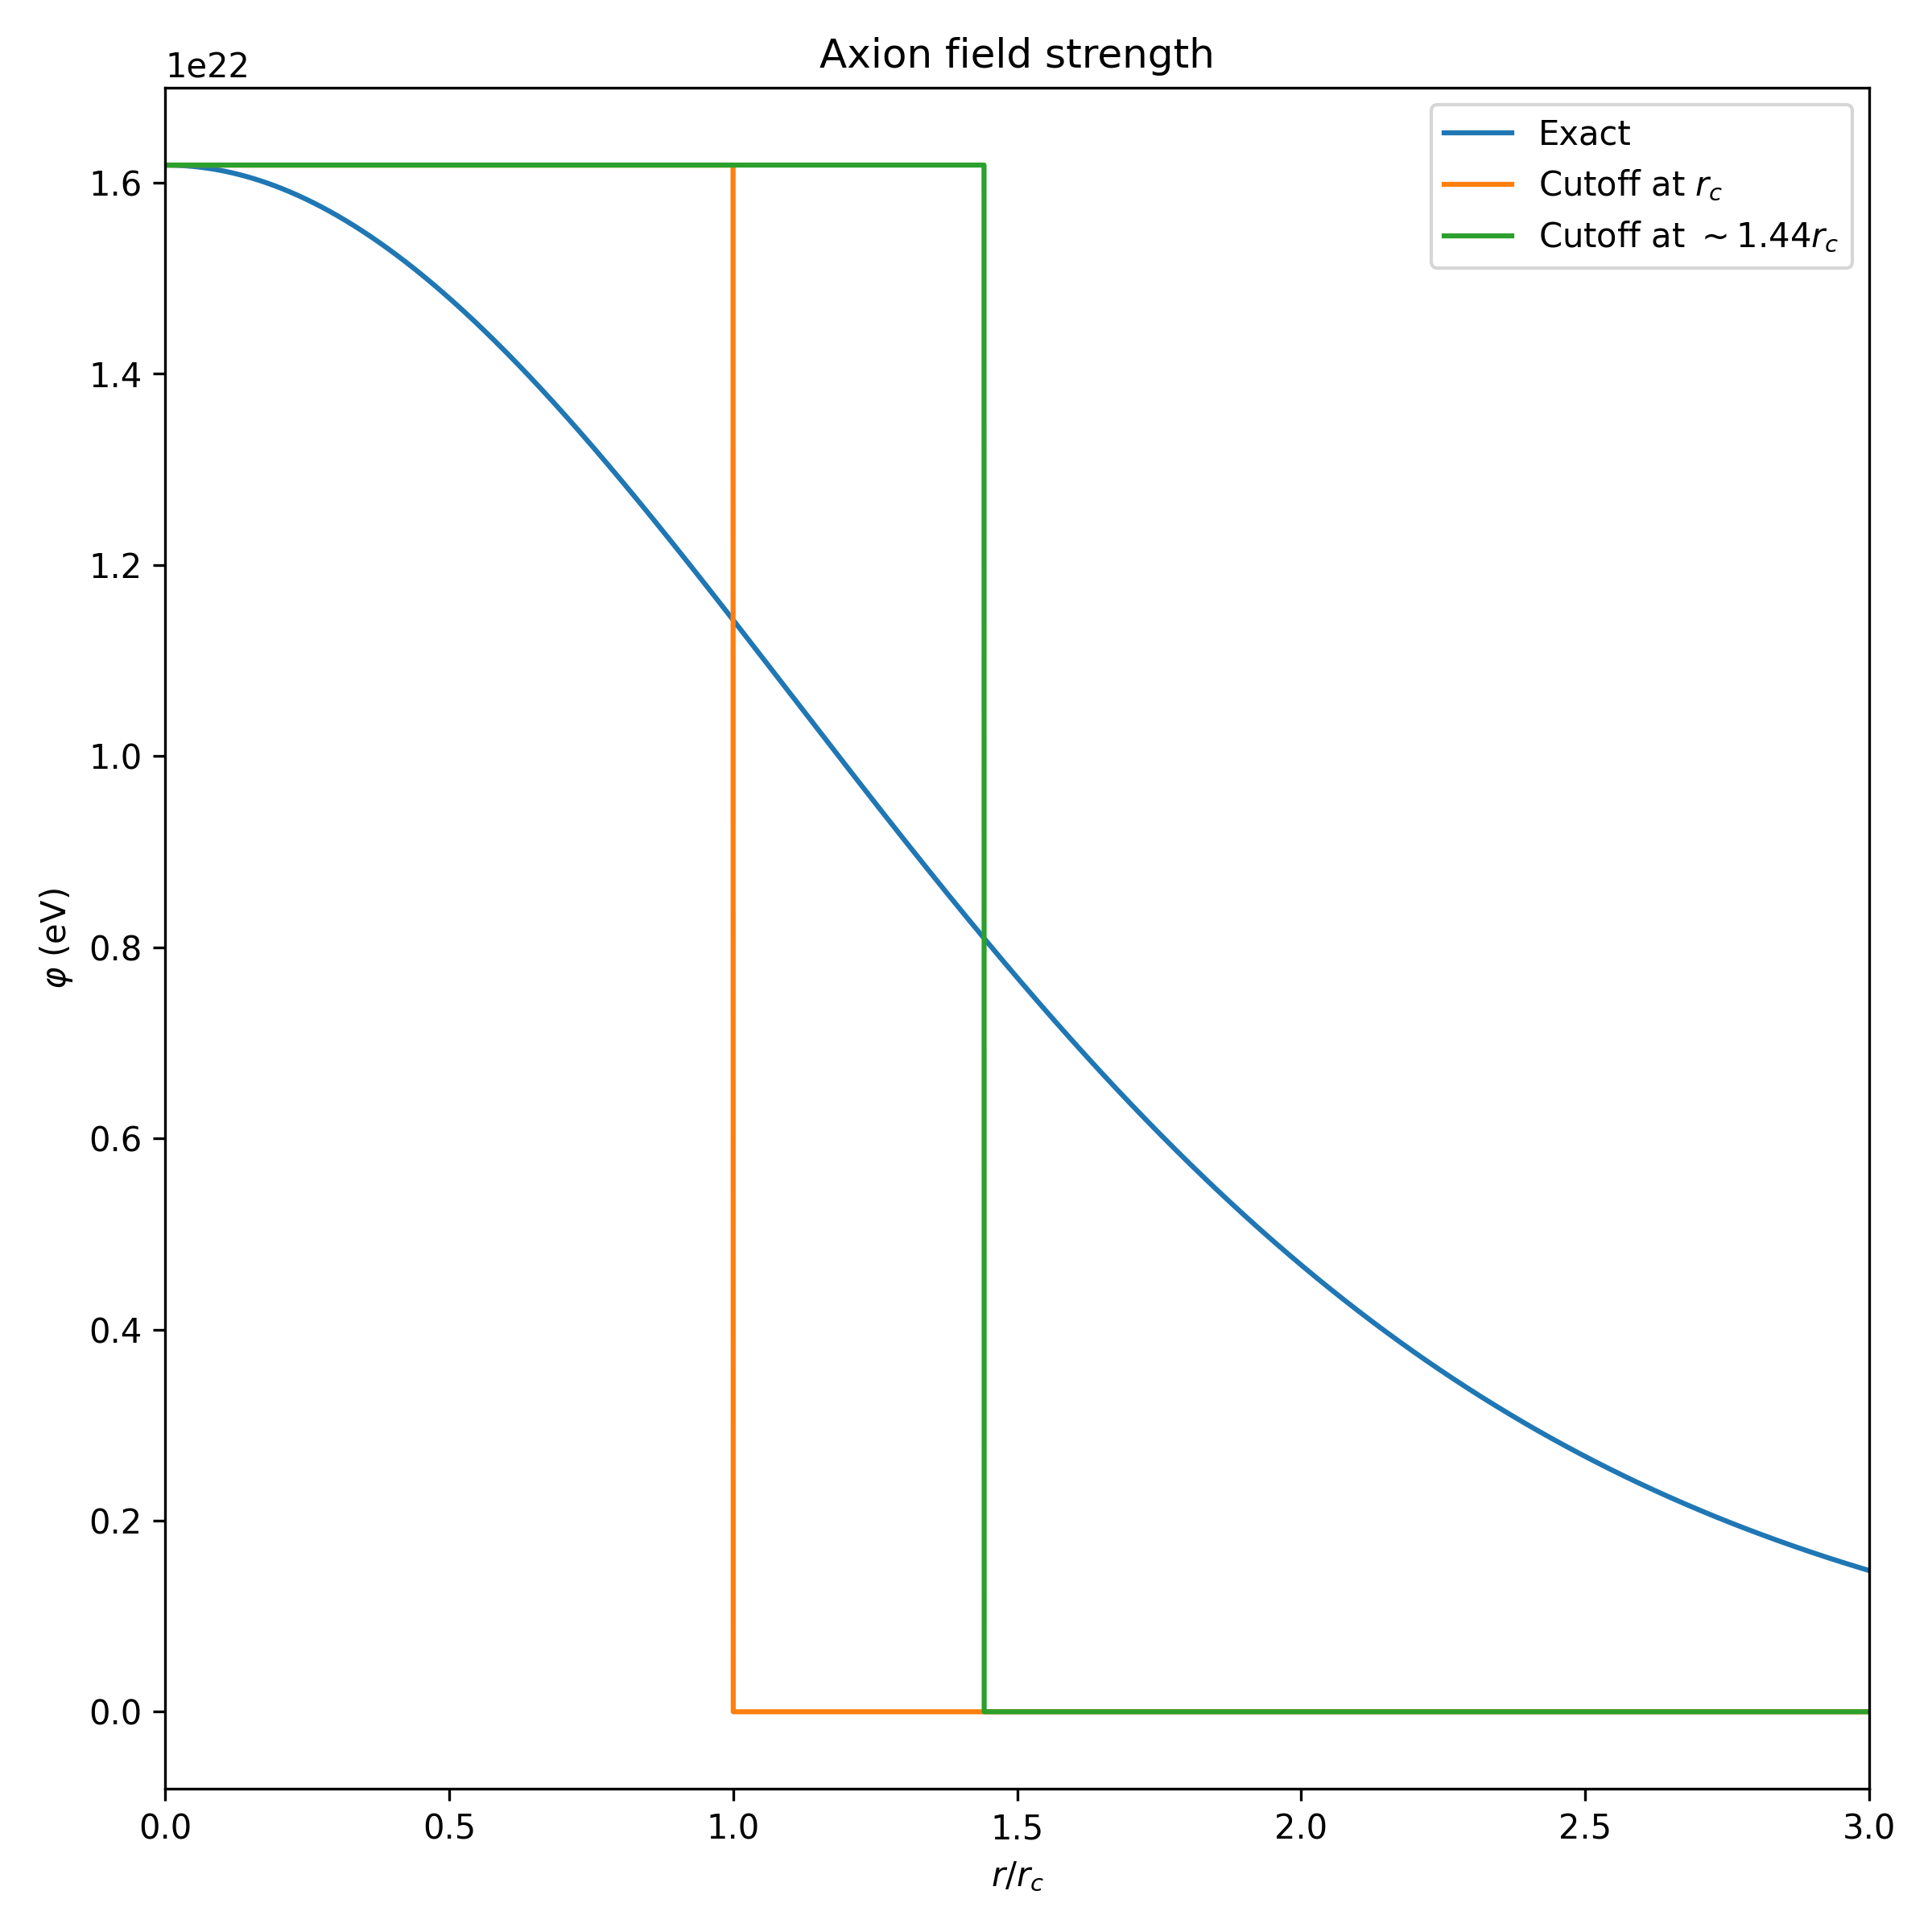 Axion field strength
1e22
Exact
Cutoff at r_c
Cutoff at ~1.44r_c
1.6
1.4
1.2
1.0
0.8
0.6
0.4
0.2
0.0
φ (eV)
0.0 0.5 1.0 1.5 2.0 2.5 3.0
r/r_c